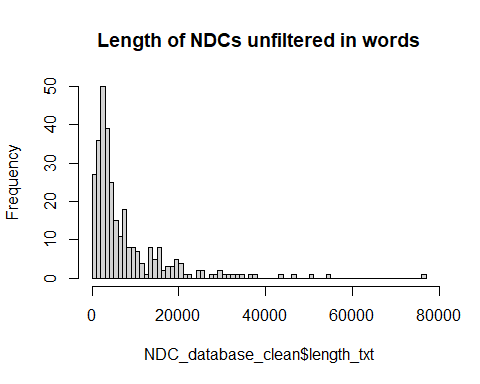 Length of NDCs unfiltered in words
Frequency
50
40
30
20
10
0
0 20000 40000 60000 80000
NDC_database_clean$length_txt